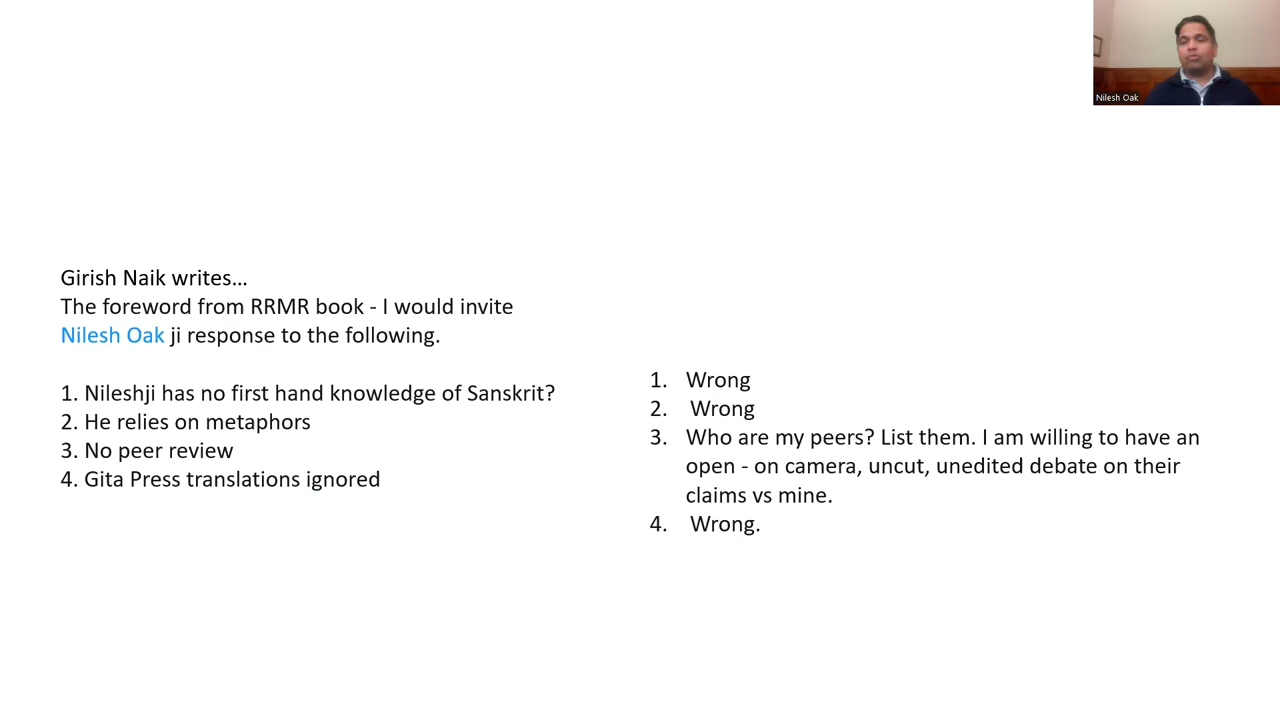 Nilesh Oak
Girish Naik writes...
The foreword from RRMR book - I would invite
Nilesh Oak ji response to the following.
1. Nileshji has no first hand knowledge of Sanskrit?
2. He relies on metaphors
3. No peer review
4. Gita Press translations ignored
1. Wrong
2. Wrong
3. Who are my peers? List them. I am willing to have an
open - on camera, uncut, unedited debate on their
claims vs mine.
4. Wrong.